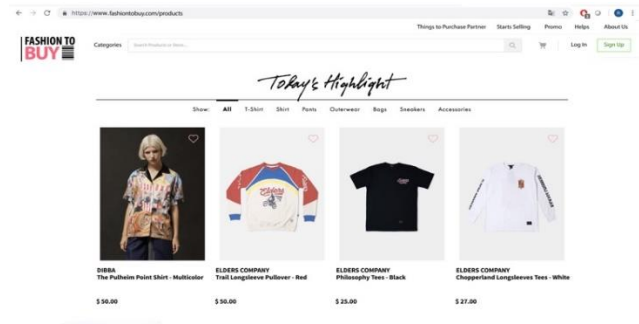 https://www.fashiontobuy.com/products
Things to Purchase Partner Starts Selling Promo Helps About Us
FASHION TO
BUY
Categories Search Products or Store... Log In Sign Up
Today's Highlight
Show: All T-Shirt Shirt Pants Outerwear Bags Sneakers Accessories
DIBBA
The Pulheim Point Shirt - Multicolor
$ 50.00
ELDERS COMPANY
Trail Longsleeve Pullover - Red
$ 50.00
ELDERS COMPANY
Philosophy Tees - Black
$ 25.00
ELDERS COMPANY
Chopperland Longsleeves Tees - White
$ 27.00
Elders